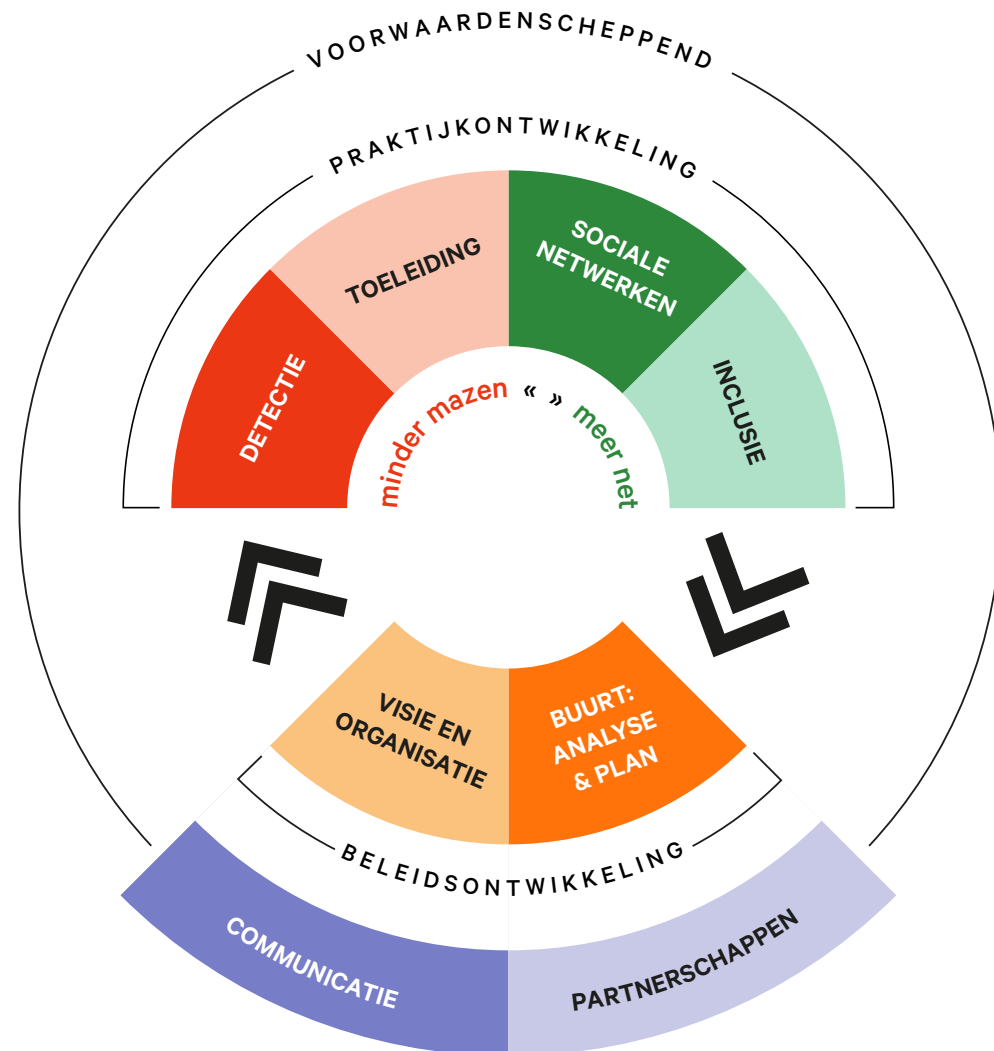 VOORWAARDENSCHEPPEND
PRAKTIJKONTWIKKELING
DETECTIE
TOELEIDING
SOCIALE
NETWERKEN
INCLUSIE
minder mazen « » meer net
VISIE EN
ORGANISATIE
BUURT:
ANALYSE
& PLAN
BELEIDSONTWIKKELING
COMMUNICATIE
PARTNERSCHAPPEN